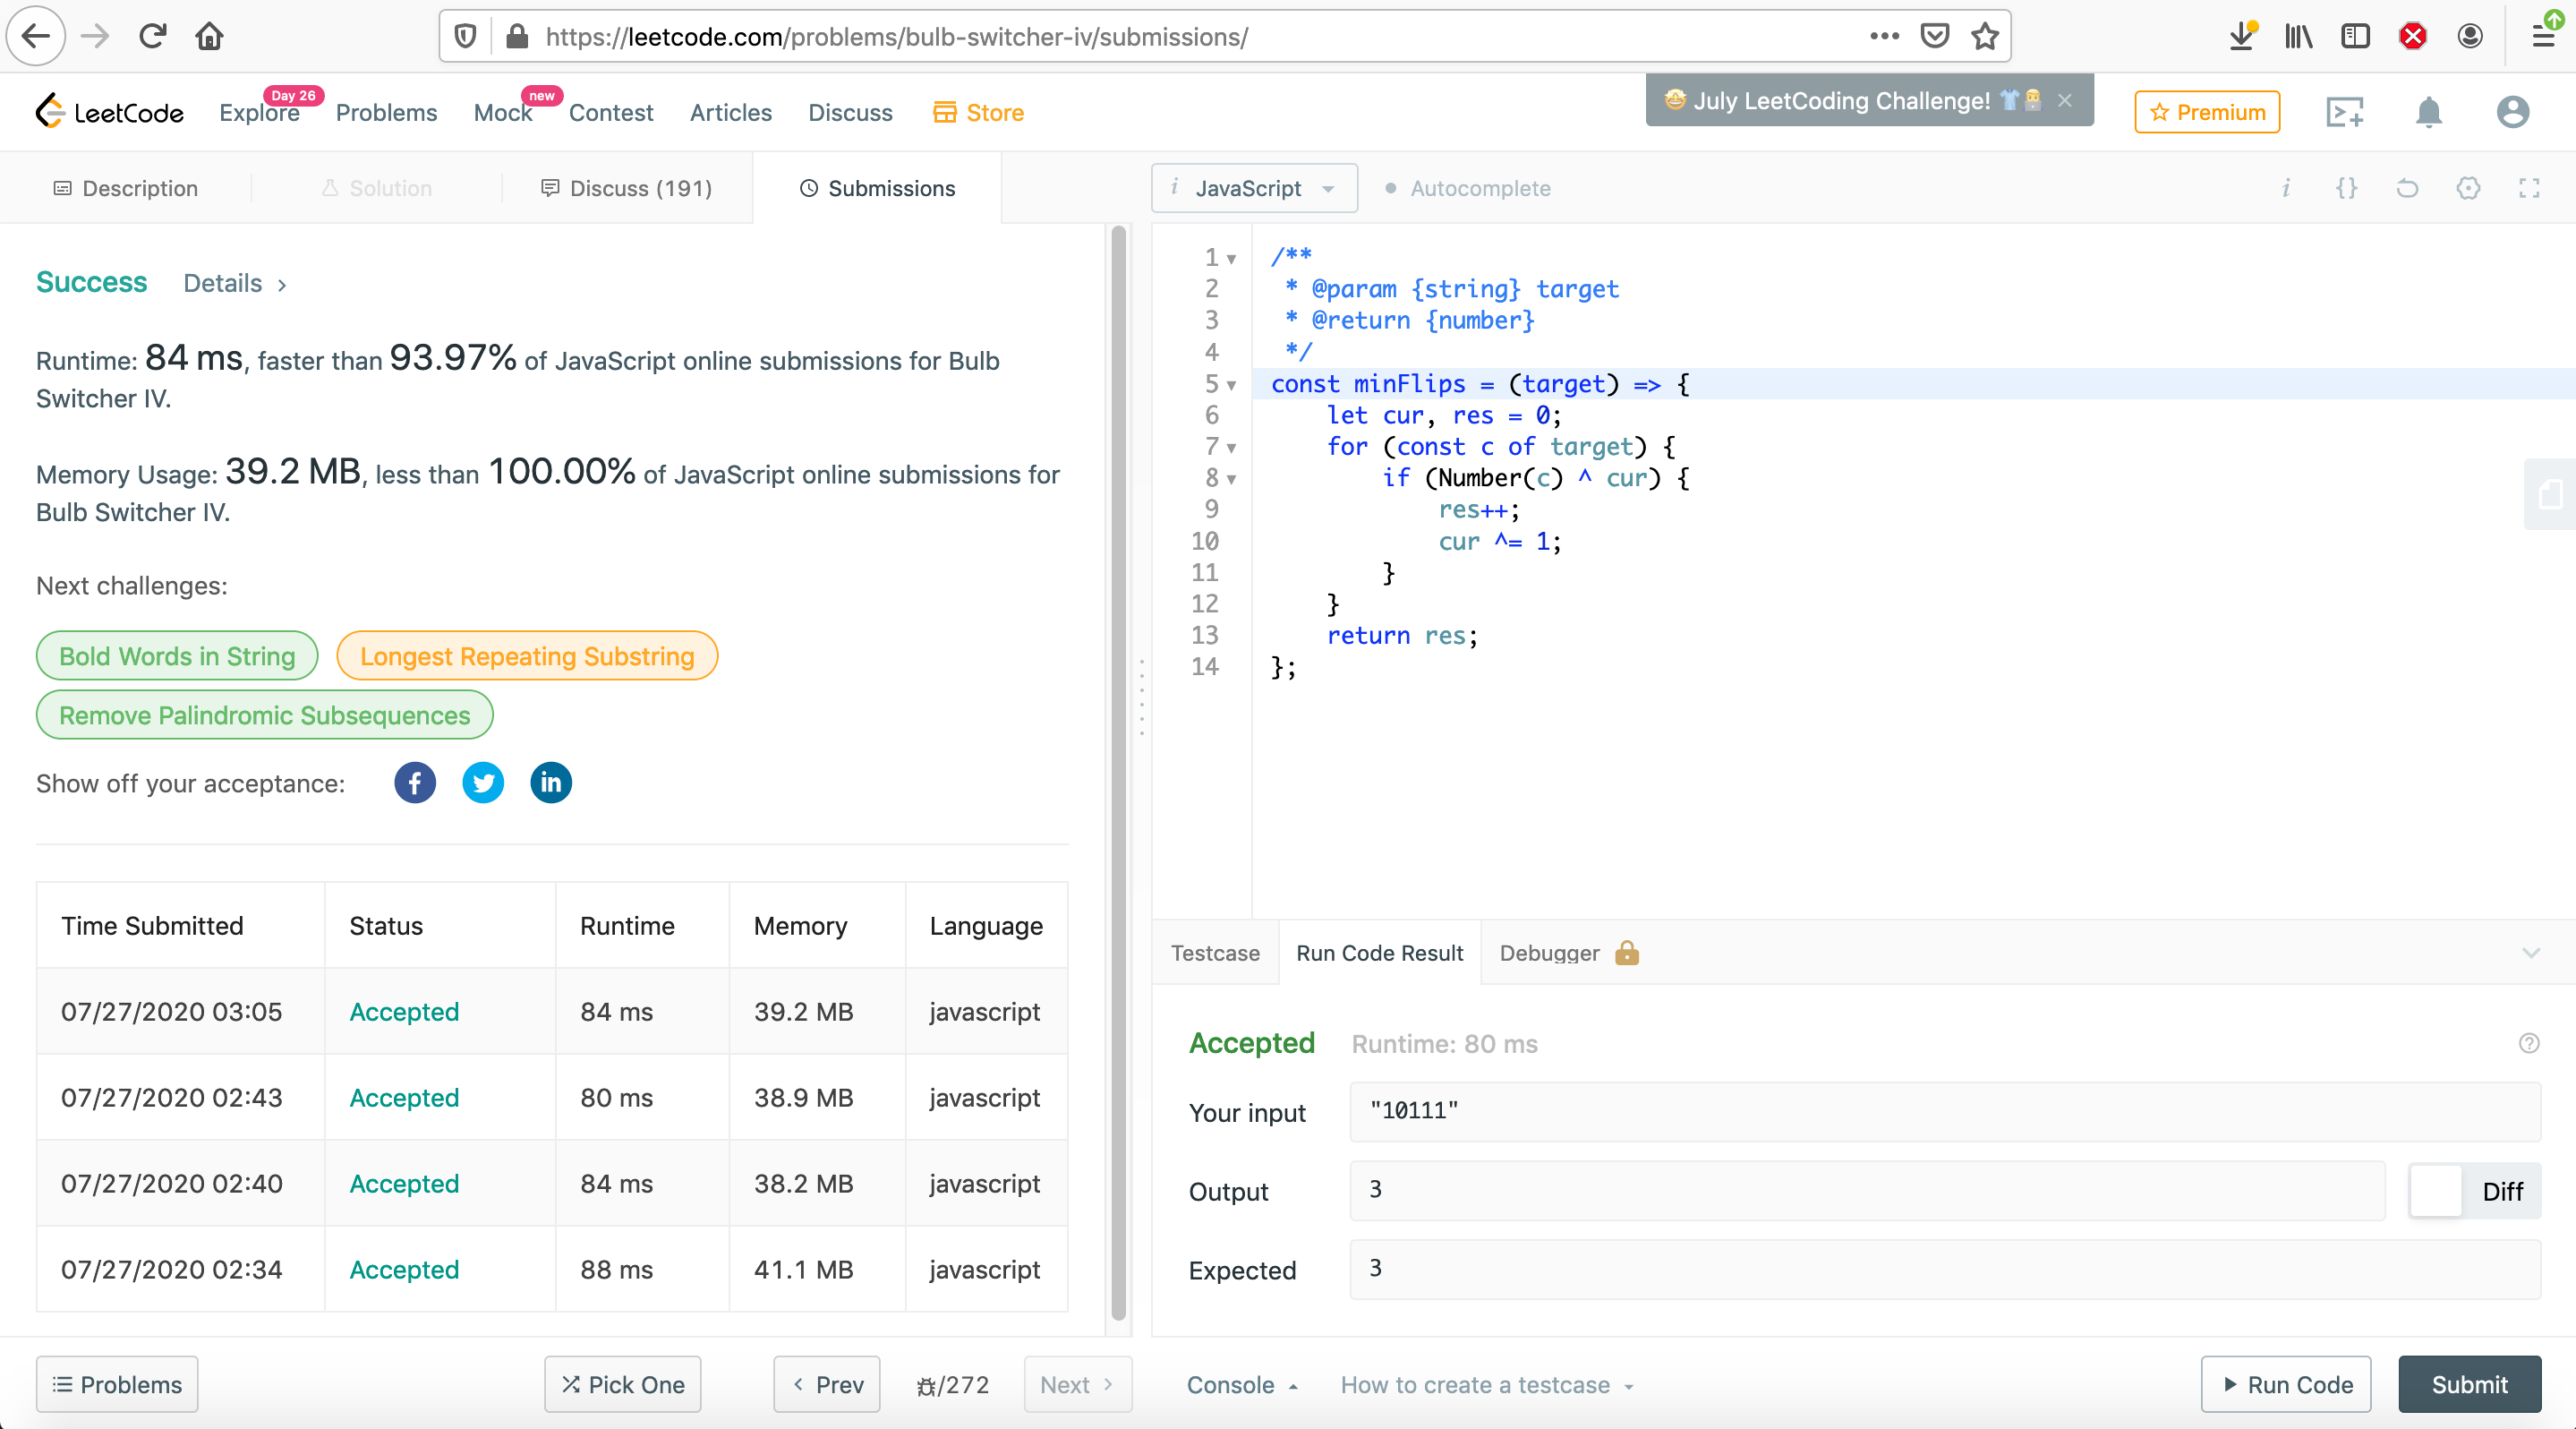 https://leetcode.com/problems/bulb-switcher-iv/submissions/
LeetCode Explore Day 26 Problems Mock new Contest Articles Discuss Store
July LeetCoding Challenge!
Premium
Description Solution Discuss (191) Submissions
Success Details
Runtime: 84 ms, faster than 93.97% of JavaScript online submissions for Bulb
Switcher IV.
Memory Usage: 39.2 MB, less than 100.00% of JavaScript online submissions for
Bulb Switcher IV.
Next challenges:
Bold Words in String Longest Repeating Substring
Remove Palindromic Subsequences
Show off your acceptance:
Time Submitted Status Runtime Memory Language
07/27/2020 03:05 Accepted 84 ms 39.2 MB javascript
07/27/2020 02:43 Accepted 80 ms 38.9 MB javascript
07/27/2020 02:40 Accepted 84 ms 38.2 MB javascript
07/27/2020 02:34 Accepted 88 ms 41.1 MB javascript
Problems Pick One Prev /272 Next
i JavaScript Autocomplete
1 /**
2 * @param {string} target
3 * @return {number}
4 */
5 const minFlips = (target) => {
6 let cur, res = 0;
7 for (const c of target) {
8 if (Number(c) ^ cur) {
9 res++;
10 cur ^= 1;
11 }
12 }
13 return res;
14 };
Testcase Run Code Result Debugger
Accepted Runtime: 80 ms
Your input "10111"
Output 3 Diff
Expected 3
Console How to create a testcase Run Code Submit